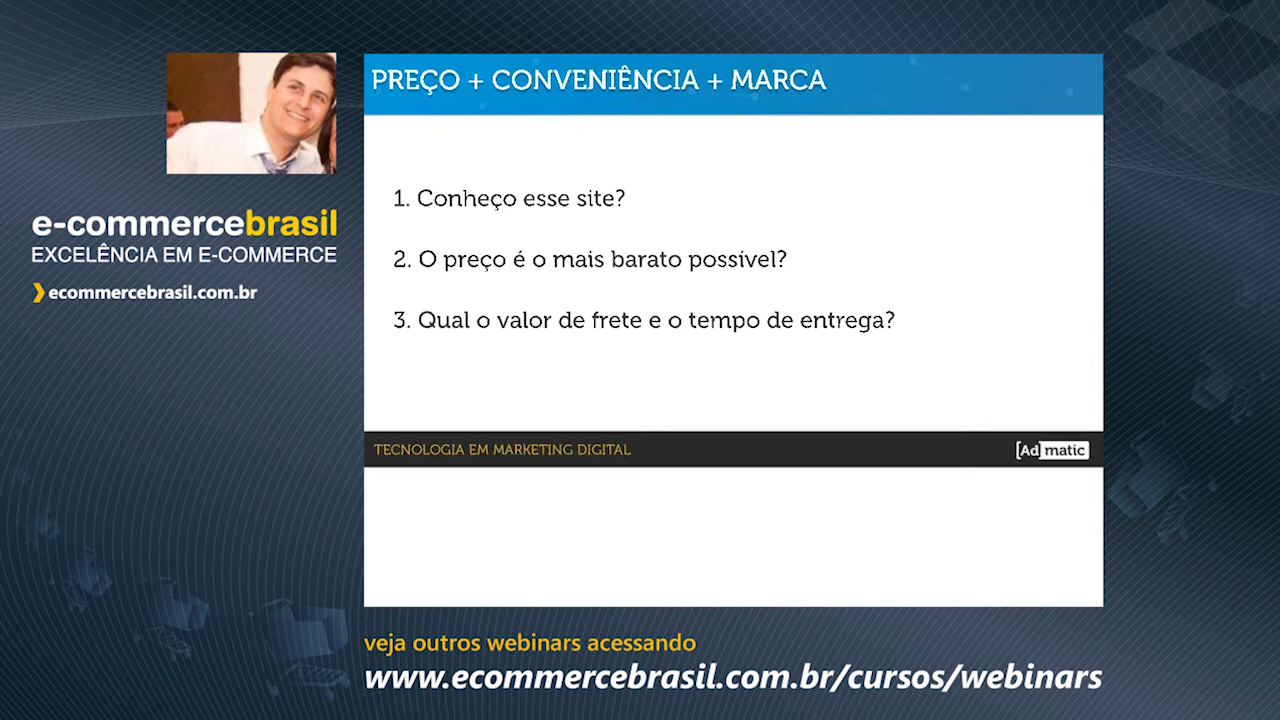 PREÇO + CONVENIÊNCIA + MARCA
1. Conheço esse site?
2. O preço é o mais barato possível?
3. Qual o valor de frete e o tempo de entrega?
TECNOLOGIA EM MARKETING DIGITAL
[Ad]matic
e-commercebrasil
EXCELÊNCIA EM E-COMMERCE
ecommercebrasil.com.br
veja outros webinars acessando
www.ecommercebrasil.com.br/cursos/webinars